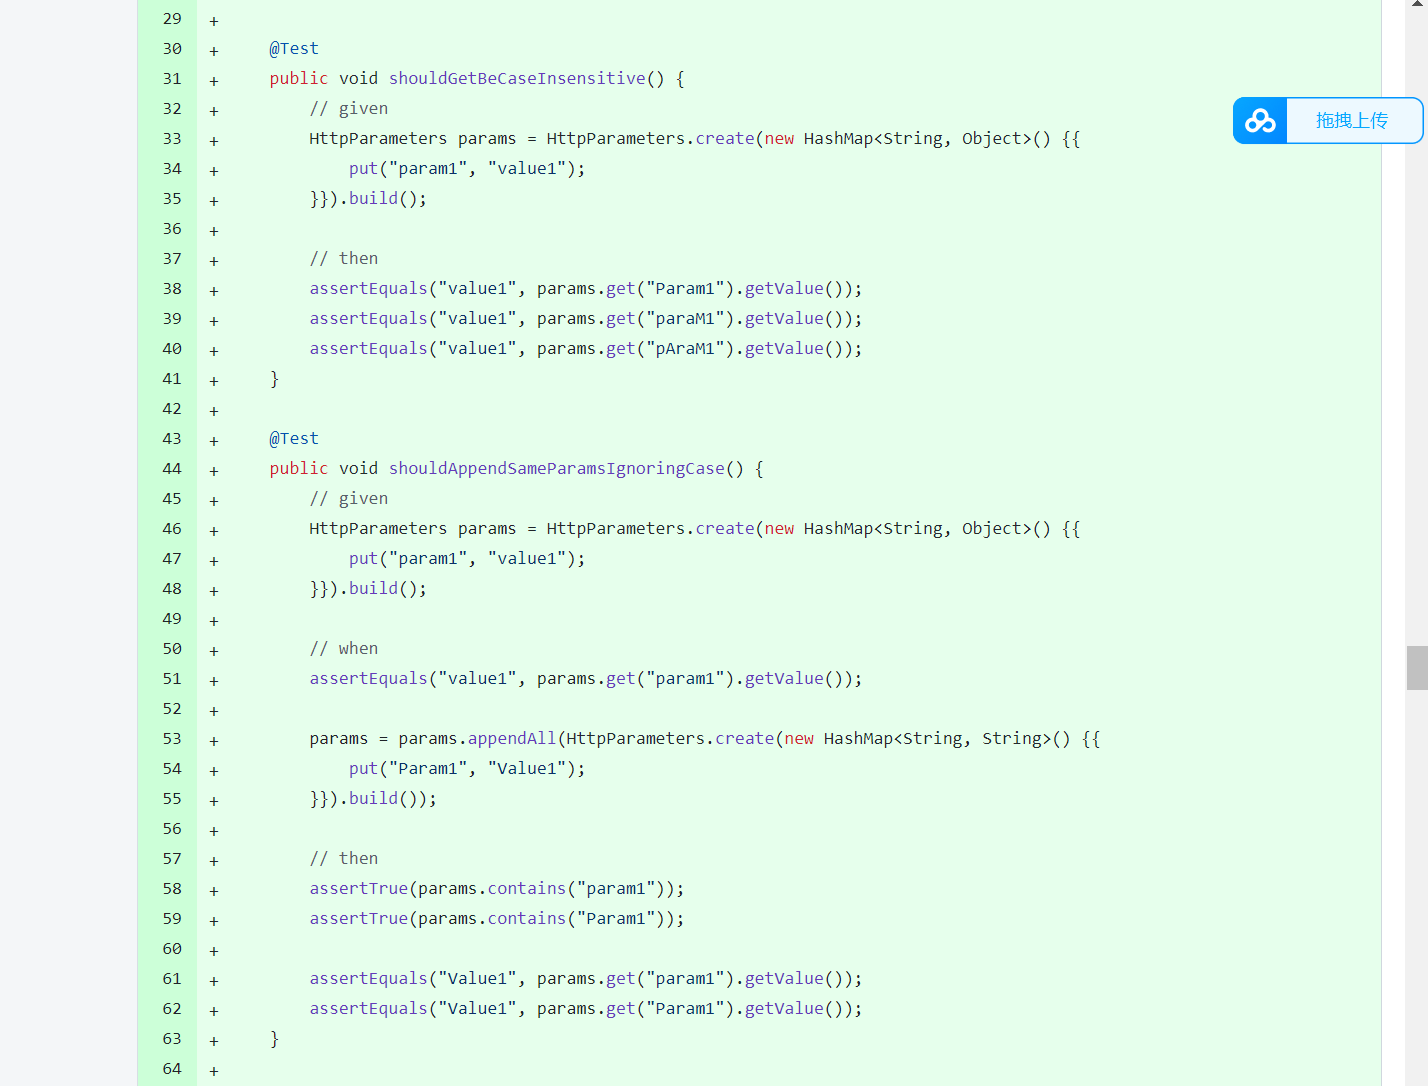 29 +
30 + @Test
31 + public void shouldGetBeCaseInsensitive() {
32 + // given
33 + HttpParameters params = HttpParameters.create(new HashMap<String, Object>() {{
34 + put("param1", "value1");
35 + }}).build();
36 +
37 + // then
38 + assertEquals("value1", params.get("Param1").getValue());
39 + assertEquals("value1", params.get("paraM1").getValue());
40 + assertEquals("value1", params.get("pAraM1").getValue());
41 + }
42 +
43 + @Test
44 + public void shouldAppendSameParamsIgnoringCase() {
45 + // given
46 + HttpParameters params = HttpParameters.create(new HashMap<String, Object>() {{
47 + put("param1", "value1");
48 + }}).build();
49 +
50 + // when
51 + assertEquals("value1", params.get("param1").getValue());
52 +
53 + params = params.appendAll(HttpParameters.create(new HashMap<String, String>() {{
54 + put("Param1", "Value1");
55 + }}).build());
56 +
57 + // then
58 + assertTrue(params.contains("param1"));
59 + assertTrue(params.contains("Param1"));
60 +
61 + assertEquals("Value1", params.get("param1").getValue());
62 + assertEquals("Value1", params.get("Param1").getValue());
63 + }
64 +
拖拽上传